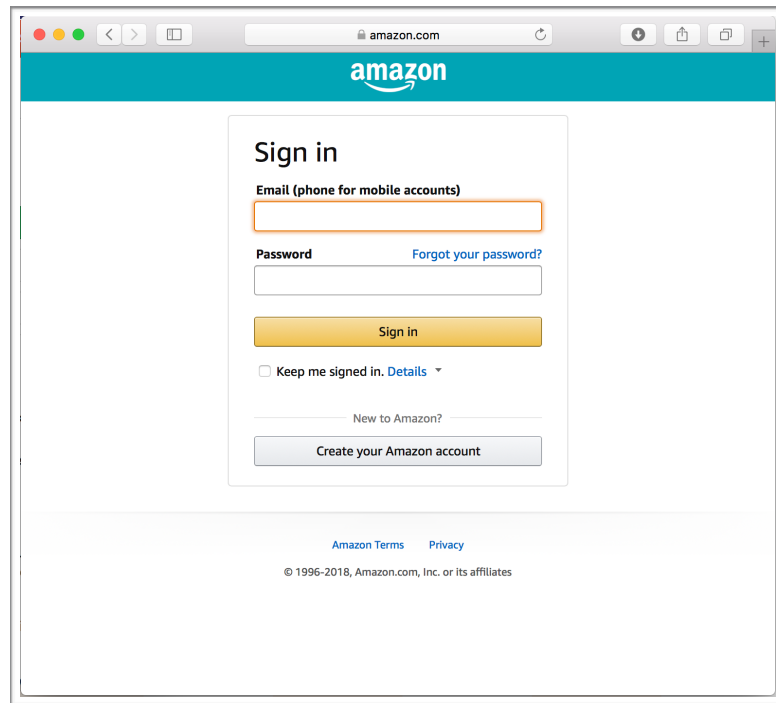 amazon.com
amazon
Sign in
Email (phone for mobile accounts)
Password Forgot your password?
Sign in
Keep me signed in. Details
New to Amazon?
Create your Amazon account
Amazon Terms Privacy
© 1996-2018, Amazon.com, Inc. or its affiliates